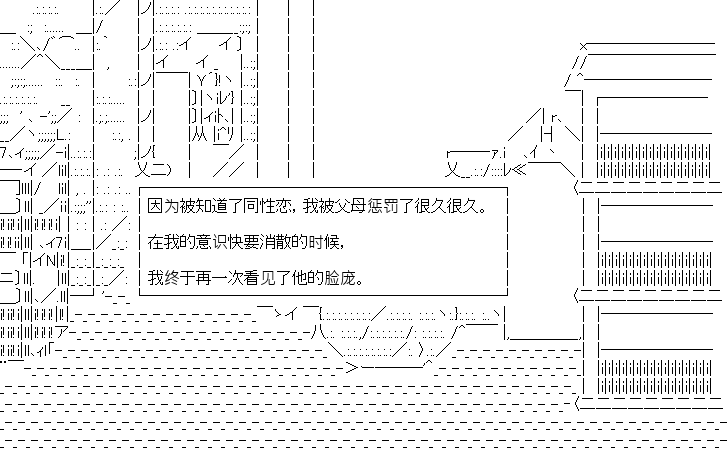 因为被知道了同性恋, 我被父母惩罚了很久很久。
在我的意识快要消散的时候,
我终于再一次看见了他的脸庞。